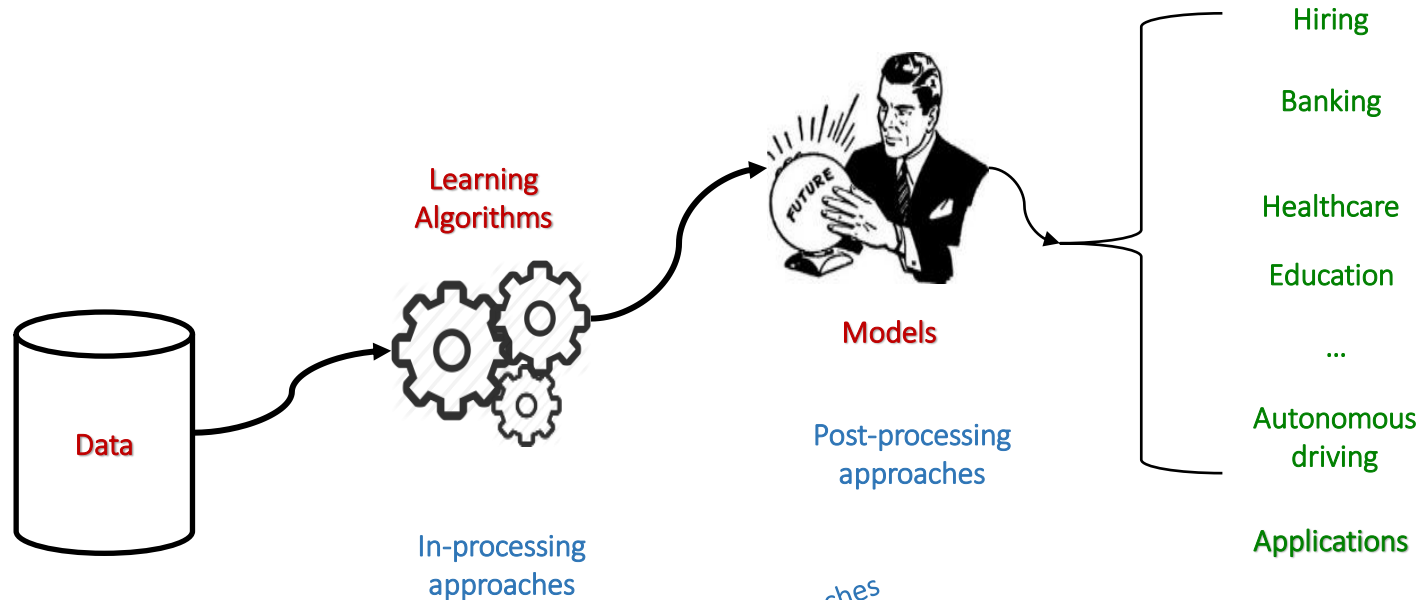 Data
Learning
Algorithms
In-processing
approaches
FUTURE
Models
Post-processing
approaches
Hiring
Banking
Healthcare
Education
...
Autonomous
driving
Applications